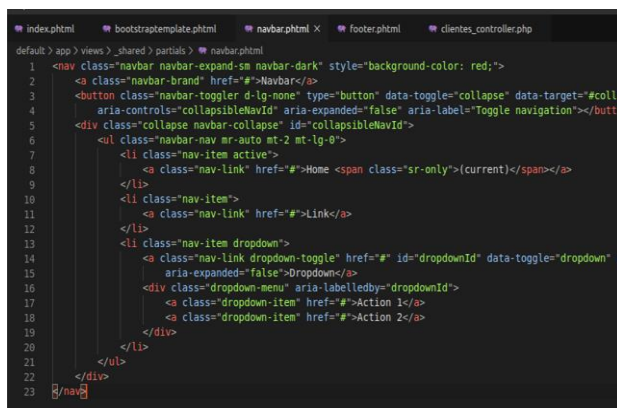 index.phtml bootstraptemplate.phtml navbar.phtml × footer.phtml clientes_controller.php
default > app > views > _shared > partials > navbar.phtml
1 <nav class="navbar navbar-expand-sm navbar-dark" style="background-color: red;">
2 <a class="navbar-brand" href="#">Navbar</a>
3 <button class="navbar-toggler d-lg-none" type="button" data-toggle="collapse" data-target="#coll
4 aria-controls="collapsibleNavId" aria-expanded="false" aria-label="Toggle navigation"></butt
5 <div class="collapse navbar-collapse" id="collapsibleNavId">
6 <ul class="navbar-nav mr-auto mt-2 mt-lg-0">
7 <li class="nav-item active">
8 <a class="nav-link" href="#">Home <span class="sr-only">(current)</span></a>
9 </li>
10 <li class="nav-item">
11 <a class="nav-link" href="#">Link</a>
12 </li>
13 <li class="nav-item dropdown">
14 <a class="nav-link dropdown-toggle" href="#" id="dropdownId" data-toggle="dropdown"
15 aria-expanded="false">Dropdown</a>
16 <div class="dropdown-menu" aria-labelledby="dropdownId">
17 <a class="dropdown-item" href="#">Action 1</a>
18 <a class="dropdown-item" href="#">Action 2</a>
19 </div>
20 </li>
21 </ul>
22 </div>
23 </nav>